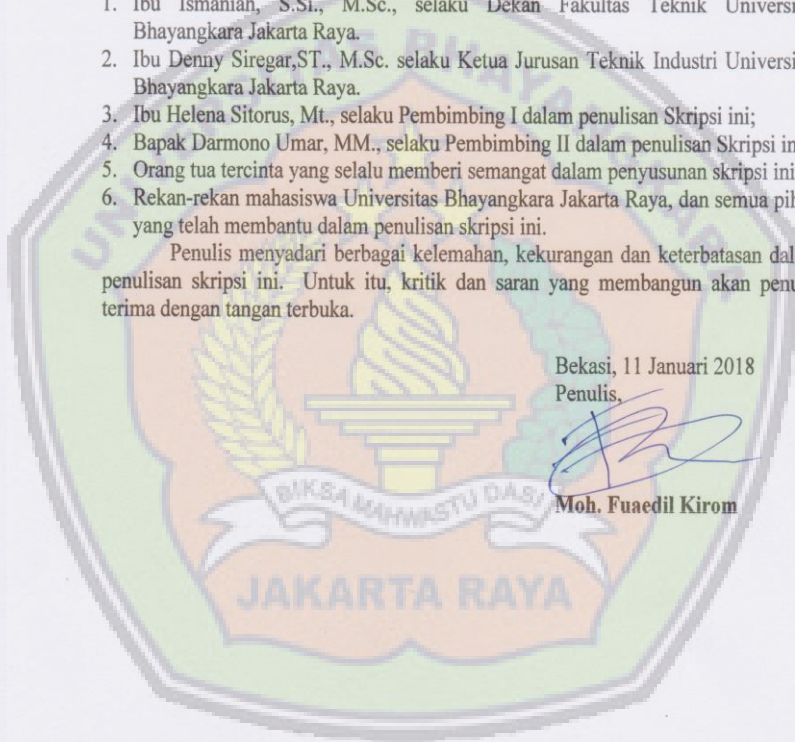 1. Ibu Ismaniah, S.Si., M.Sc., selaku Dekan Fakultas Teknik Universi
Bhayangkara Jakarta Raya.
2. Ibu Denny Siregar,ST., M.Sc. selaku Ketua Jurusan Teknik Industri Universi
Bhayangkara Jakarta Raya.
3. Ibu Helena Sitorus, Mt., selaku Pembimbing I dalam penulisan Skripsi ini;
4. Bapak Darmono Umar, MM., selaku Pembimbing II dalam penulisan Skripsi in
5. Orang tua tercinta yang selalu memberi semangat dalam penyusunan skripsi ini
6. Rekan-rekan mahasiswa Universitas Bhayangkara Jakarta Raya, dan semua pih
yang telah membantu dalam penulisan skripsi ini.
Penulis menyadari berbagai kelemahan, kekurangan dan keterbatasan dal
penulisan skripsi ini. Untuk itu, kritik dan saran yang membangun akan penu
terima dengan tangan terbuka.
Bekasi, 11 Januari 2018
Penulis,
Moh. Fuaedil Kirom
UNIVERSITAS BHAYANGKARA
BIKSA MAHWASTU DASI
JAKARTA RAYA